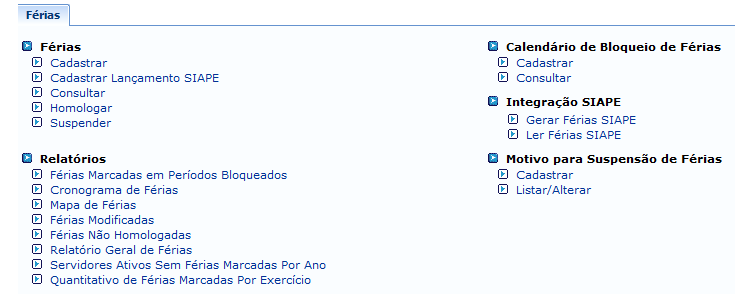 Férias
Férias
Cadastrar
Cadastrar Lançamento SIAPE
Consultar
Homologar
Suspender
Calendário de Bloqueio de Férias
Cadastrar
Consultar
Integração SIAPE
Gerar Férias SIAPE
Ler Férias SIAPE
Relatórios
Férias Marcadas em Períodos Bloqueados
Cronograma de Férias
Mapa de Férias
Férias Modificadas
Férias Não Homologadas
Relatório Geral de Férias
Servidores Ativos Sem Férias Marcadas Por Ano
Quantitativo de Férias Marcadas Por Exercício
Motivo para Suspensão de Férias
Cadastrar
Listar/Alterar